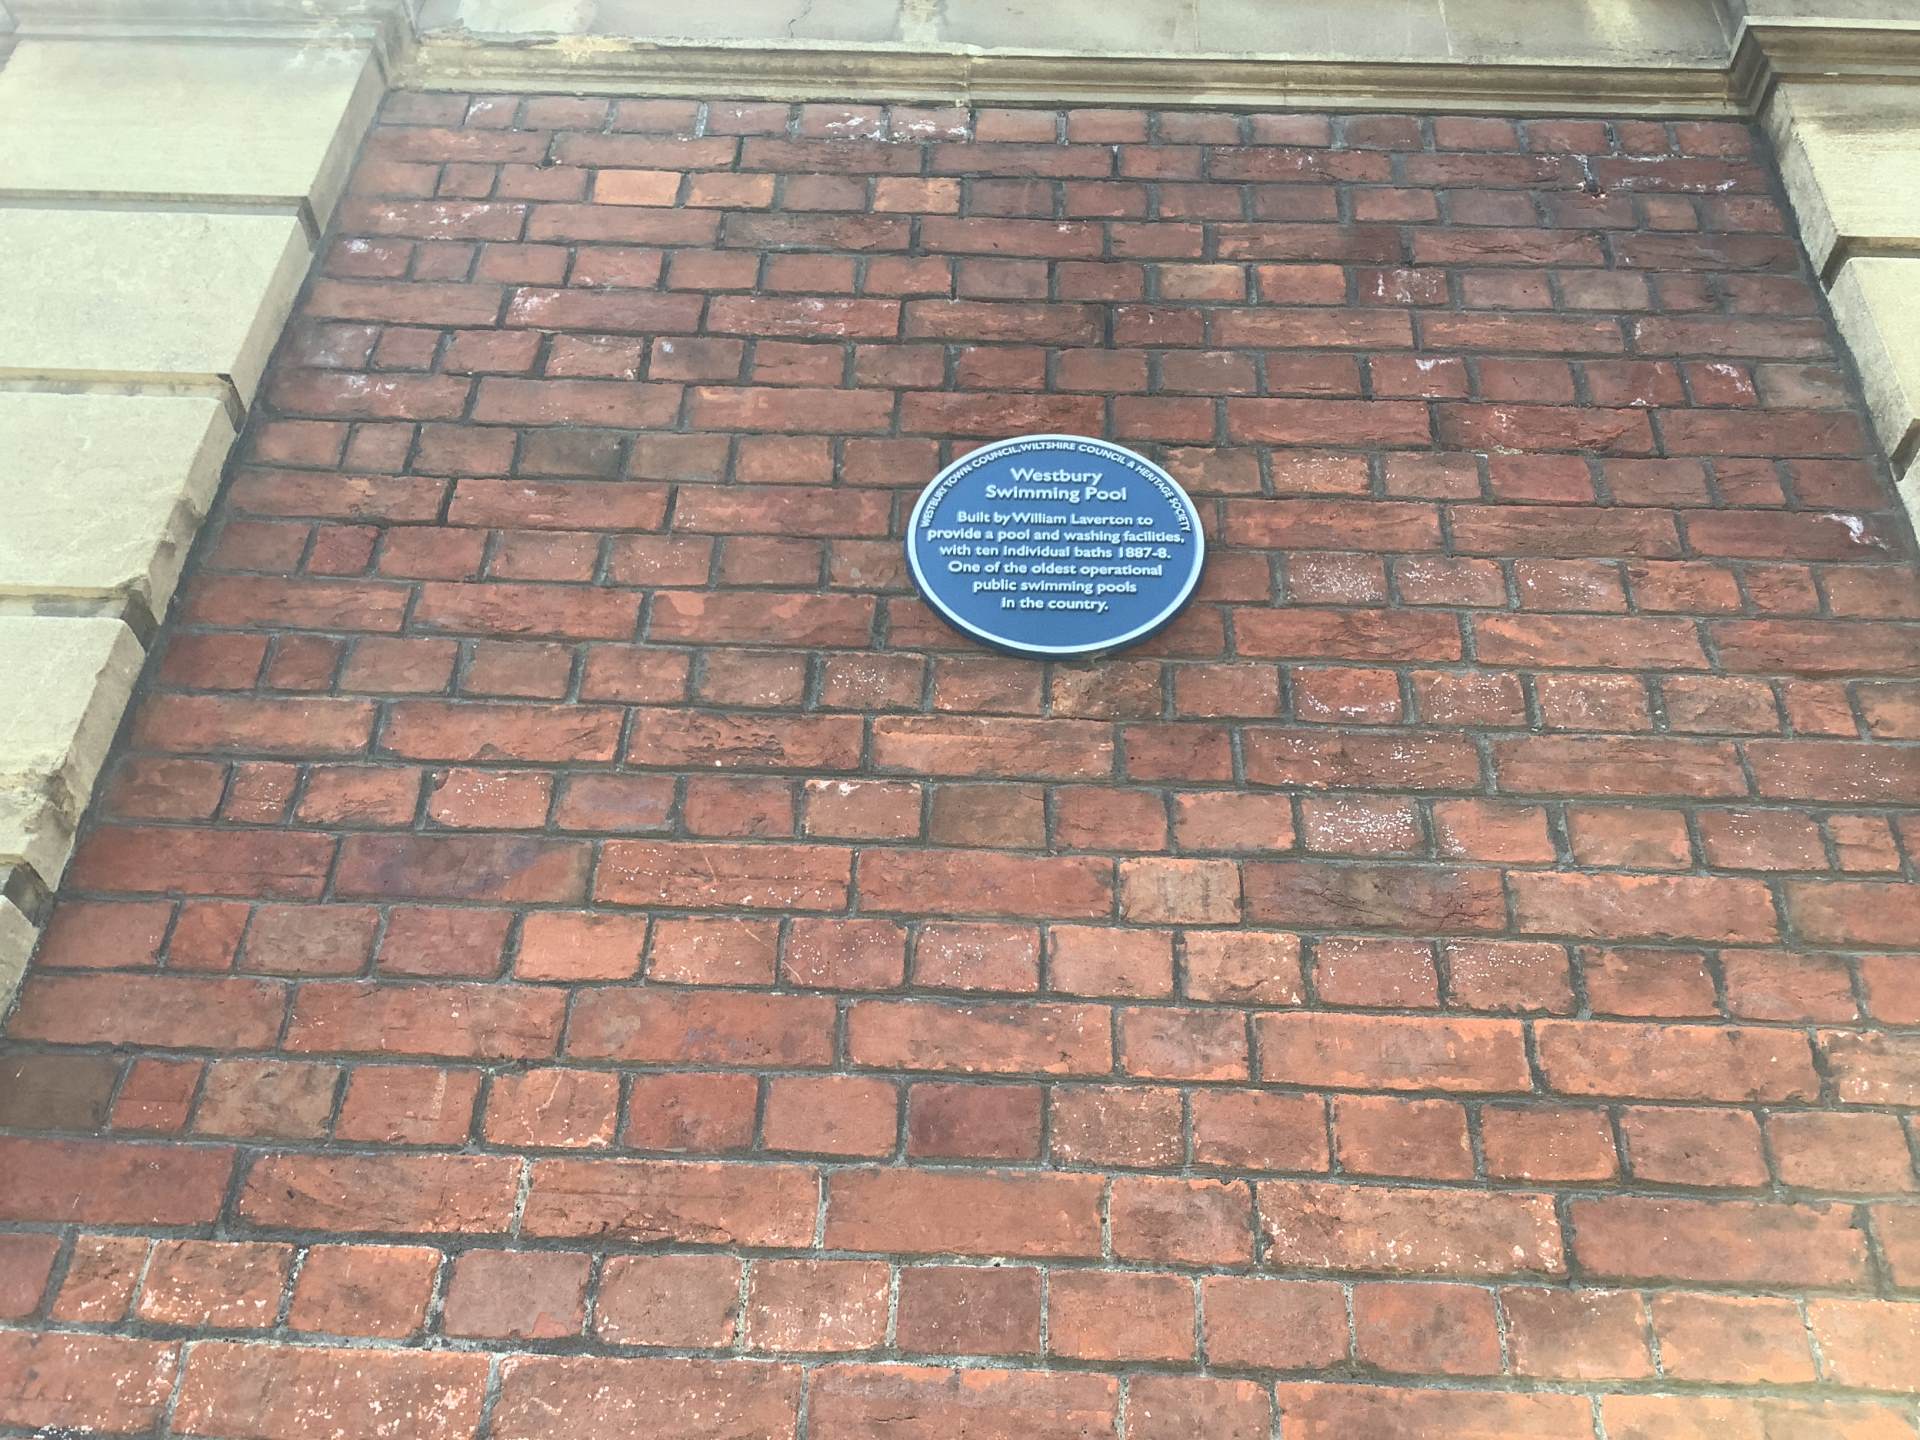 WESTBURY TOWN COUNCIL, WILTSHIRE COUNCIL & HERITAGE SOCIETY
Westbury
Swimming Pool
Built by William Laverton to
provide a pool and washing facilities,
with ten individual baths 1887-8.
One of the oldest operational
public swimming pools
in the country.